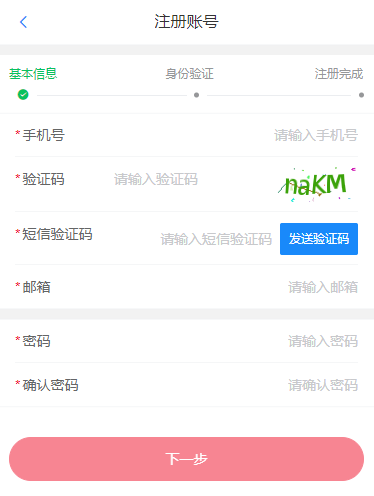 注册账号
基本信息 身份验证 注册完成
*手机号 请输入手机号
*验证码 请输入验证码 naKM
*短信验证码 请输入短信验证码 发送验证码
*邮箱 请输入邮箱
*密码 请输入密码
*确认密码 请确认密码
下一步